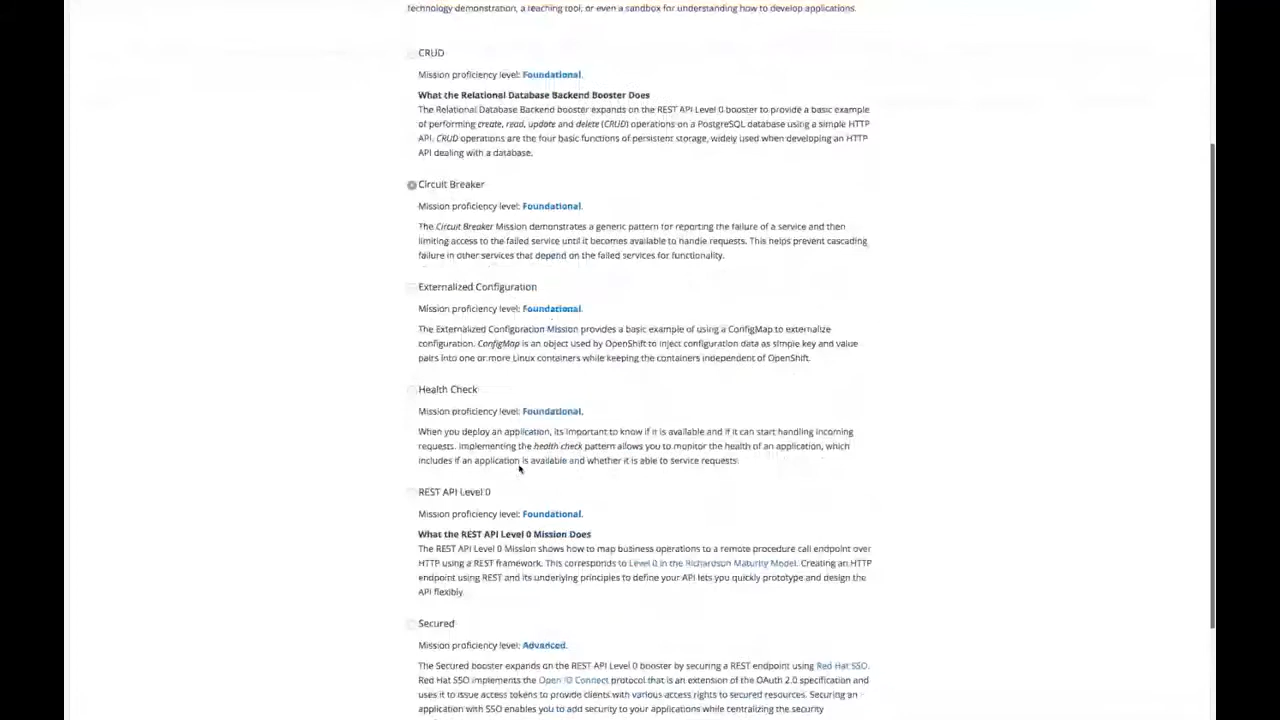 technology demonstration, a teaching tool, or even a sandbox for understanding how to develop applications.
CRUD
Mission proficiency level: Foundational.
What the Relational Database Backend Booster Does
The Relational Database Backend booster expands on the REST API Level 0 booster to provide a basic example
of performing create, read, update and delete (CRUD) operations on a PostgreSQL database using a simple HTTP
API. CRUD operations are the four basic functions of persistent storage, widely used when developing an HTTP
API dealing with a database.
Circuit Breaker
Mission proficiency level: Foundational.
The Circuit Breaker Mission demonstrates a generic pattern for reporting the failure of a service and then
limiting access to the failed service until it becomes available to handle requests. This helps prevent cascading
failure in other services that depend on the failed services for functionality.
Externalized Configuration
Mission proficiency level: Foundational.
The Externalized Configuration Mission provides a basic example of using a ConfigMap to externalize
configuration. ConfigMap is an object used by OpenShift to inject configuration data as simple key and value
pairs into one or more Linux containers while keeping the containers independent of OpenShift.
Health Check
Mission proficiency level: Foundational.
When you deploy an application, its important to know if it is available and if it can start handling incoming
requests. Implementing the health check pattern allows you to monitor the health of an application, which
includes if an application is available and whether it is able to service requests.
REST API Level 0
Mission proficiency level: Foundational.
What the REST API Level 0 Mission Does
The REST API Level 0 Mission shows how to map business operations to a remote procedure call endpoint over
HTTP using a REST framework. This corresponds to Level 0 in the Richardson Maturity Model. Creating an HTTP
endpoint using REST and its underlying principles to define your API lets you quickly prototype and design the
API flexibly.
Secured
Mission proficiency level: Advanced.
The Secured booster expands on the REST API Level 0 booster by securing a REST endpoint using Red Hat SSO.
Red Hat SSO implements the Open ID Connect protocol that is an extension of the OAuth 2.0 specification and
uses it to issue access tokens to provide clients with various access rights to secured resources. Securing an
application with SSO enables you to add security to your applications while centralizing the security